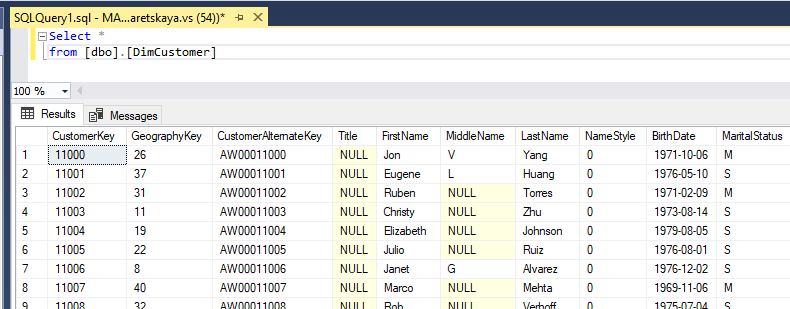 SQLQuery1.sql - MA...aretskaya.vs (54))*
Select *
from [dbo].[DimCustomer]
100 %
Results Messages
CustomerKey GeographyKey CustomerAlternateKey Title FirstName MiddleName LastName NameStyle BirthDate MaritalStatus
1 11000 26 AW00011000 NULL Jon V Yang 0 1971-10-06 M
2 11001 37 AW00011001 NULL Eugene L Huang 0 1976-05-10 S
3 11002 31 AW00011002 NULL Ruben NULL Torres 0 1971-02-09 M
4 11003 11 AW00011003 NULL Christy NULL Zhu 0 1973-08-14 S
5 11004 19 AW00011004 NULL Elizabeth NULL Johnson 0 1979-08-05 S
6 11005 22 AW00011005 NULL Julio NULL Ruiz 0 1976-08-01 S
7 11006 8 AW00011006 NULL Janet G Alvarez 0 1976-12-02 S
8 11007 40 AW00011007 NULL Marco NULL Mehta 0 1969-11-06 M
9 11008 32 AW00011008 NULL Rob NULL Verhoff 0 1975-07-04 S